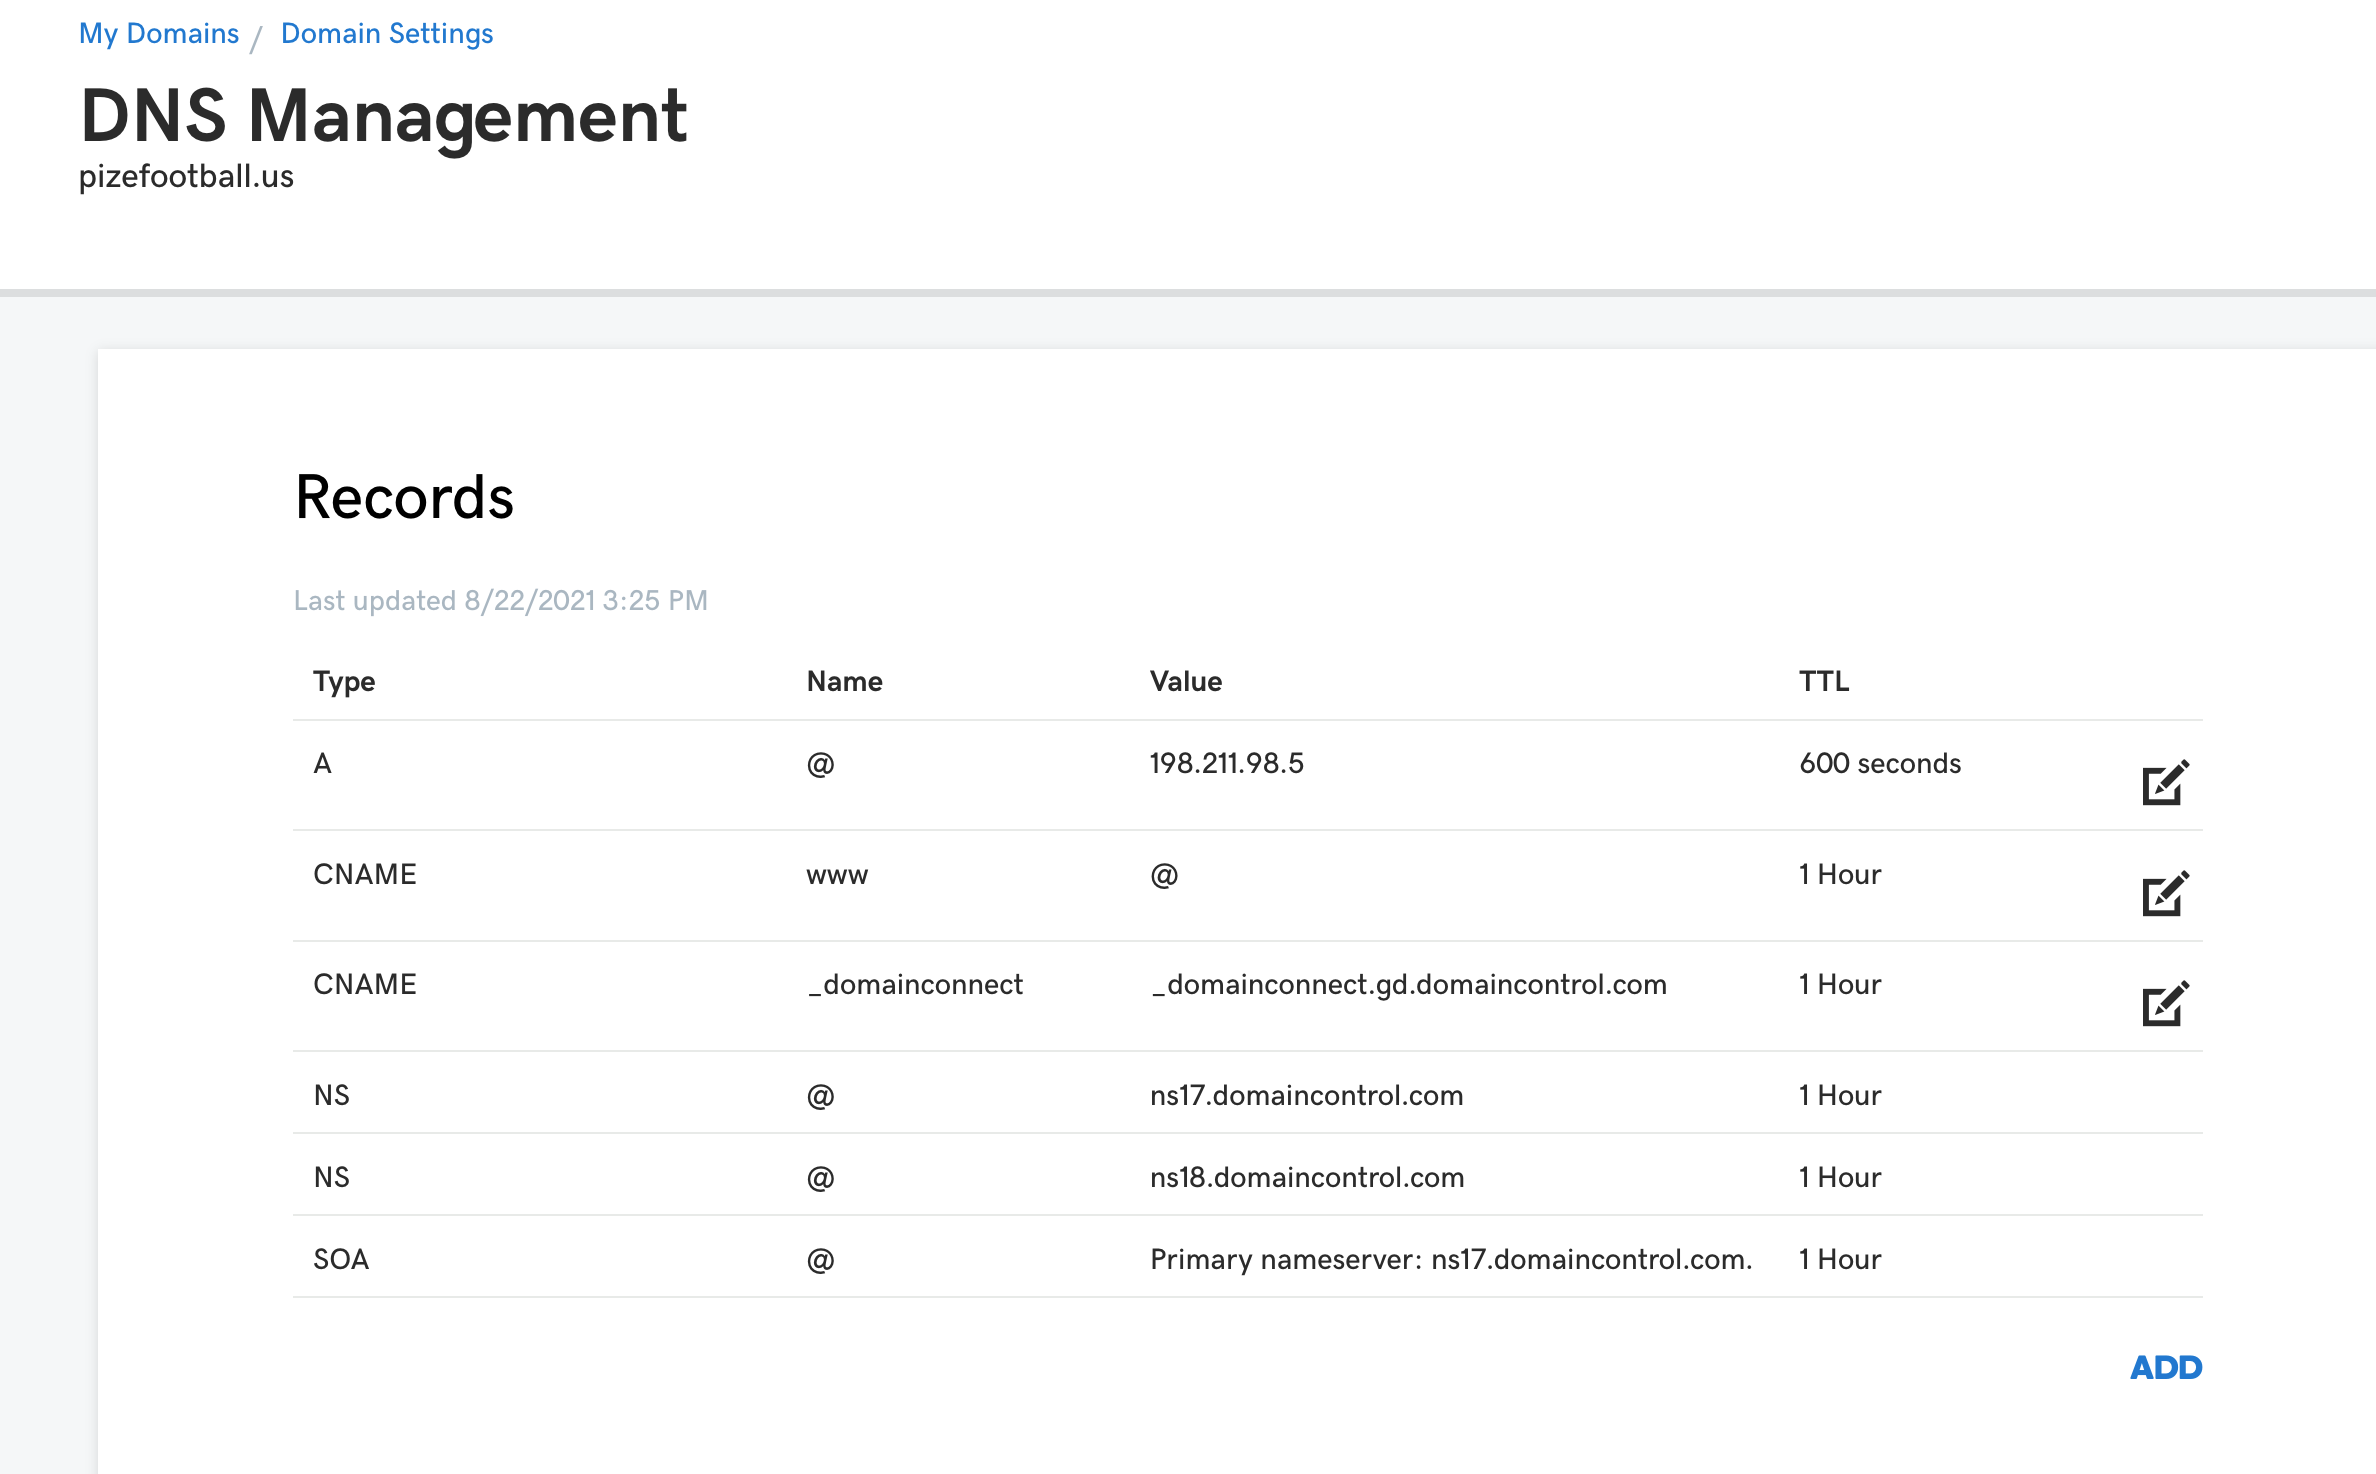 My Domains / Domain Settings
DNS Management
pizefootball.us
Records
Last updated 8/22/2021 3:25 PM
Type Name Value TTL
A @ 198.211.98.5 600 seconds
CNAME www @ 1 Hour
CNAME _domainconnect _domainconnect.gd.domaincontrol.com 1 Hour
NS @ ns17.domaincontrol.com 1 Hour
NS @ ns18.domaincontrol.com 1 Hour
SOA @ Primary nameserver: ns17.domaincontrol.com. 1 Hour
ADD